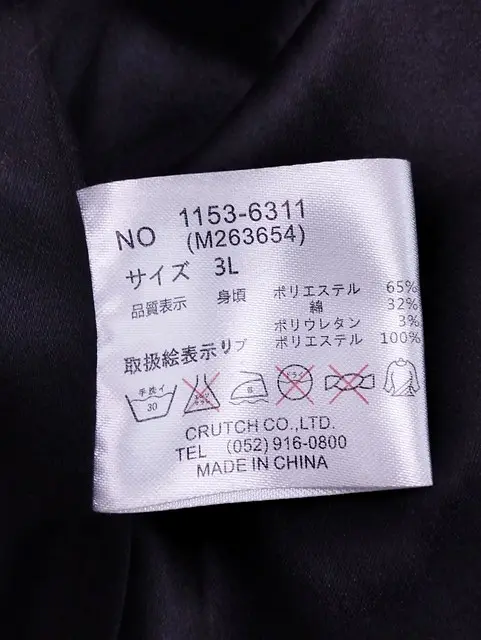 NO 1153-6311
(M263654)
サイズ 3L
品質表示 身頃 ポリエステル 65%
綿 32%
ポリウレタン 3%
取扱絵表示 リブ ポリエステル 100%
手洗イ
30
ドライ
CRUTCH CO.,LTD.
TEL (052)916-0800
MADE IN CHINA